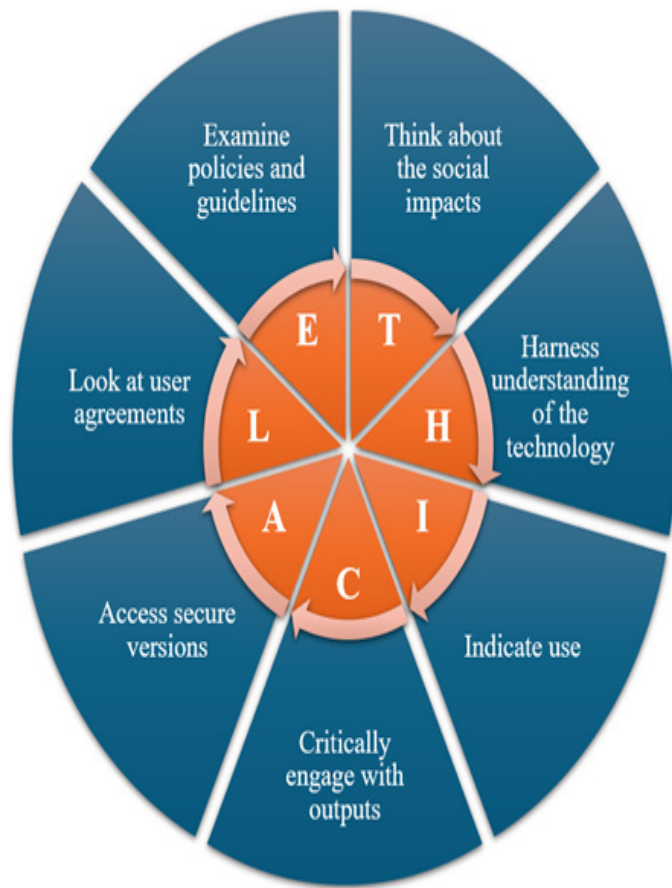 Examine
policies and
guidelines
Think about
the social
impacts
Harness
understanding
of the
technology
Indicate use
Critically
engage with
outputs
Access secure
versions
Look at user
agreements
E
T
H
I
C
A
L